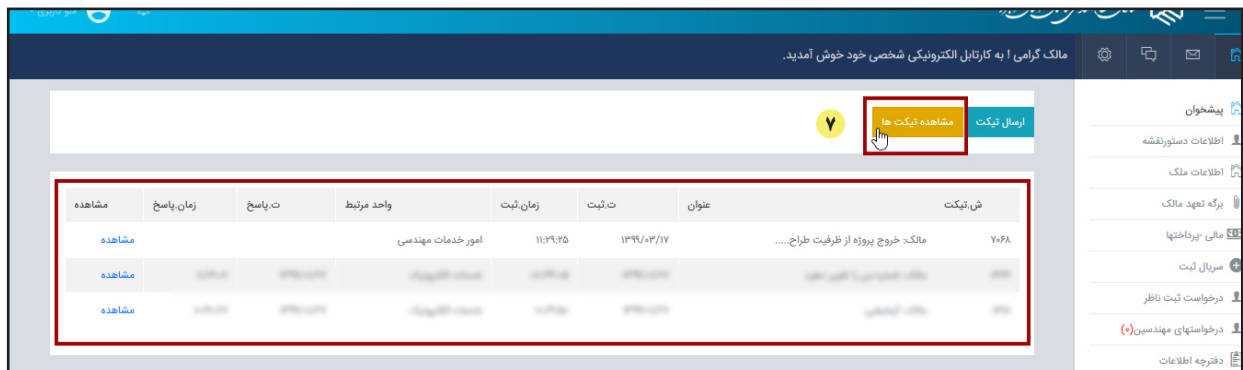 منو کاربری
مالک گرامی ! به کارتابل الکترونیکی شخصی خود خوش آمدید.
ارسال تیکت
مشاهده تیکت ها
۷
ش.تیکت عنوان ت.ثبت زمان.ثبت واحد مرتبط ت.پاسخ زمان.پاسخ مشاهده
۷۰۶۸ مالک: خروج پروژه از ظرفیت طراح..... ۱۳۹۹/۰۳/۱۷ ۱۱:۲۹:۲۵ امور خدمات مهندسی مشاهده
مشاهده
مشاهده
پیشخوان
اطلاعات دستورنقشه
اطلاعات ملک
برگه تعهد مالک
مالی -پرداختها
سریال ثبت
درخواست ثبت ناظر
درخواستهای مهندسین(۰)
دفترچه اطلاعات